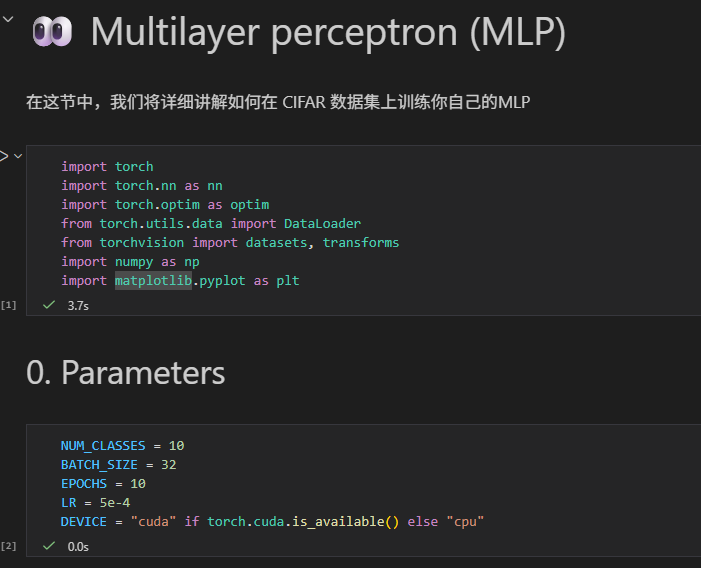 👀 Multilayer perceptron (MLP)
在这节中，我们将详细讲解如何在 CIFAR 数据集上训练你自己的MLP
import torch
import torch.nn as nn
import torch.optim as optim
from torch.utils.data import DataLoader
from torchvision import datasets, transforms
import numpy as np
import matplotlib.pyplot as plt
[1] ✓ 3.7s
0. Parameters
NUM_CLASSES = 10
BATCH_SIZE = 32
EPOCHS = 10
LR = 5e-4
DEVICE = "cuda" if torch.cuda.is_available() else "cpu"
[2] ✓ 0.0s